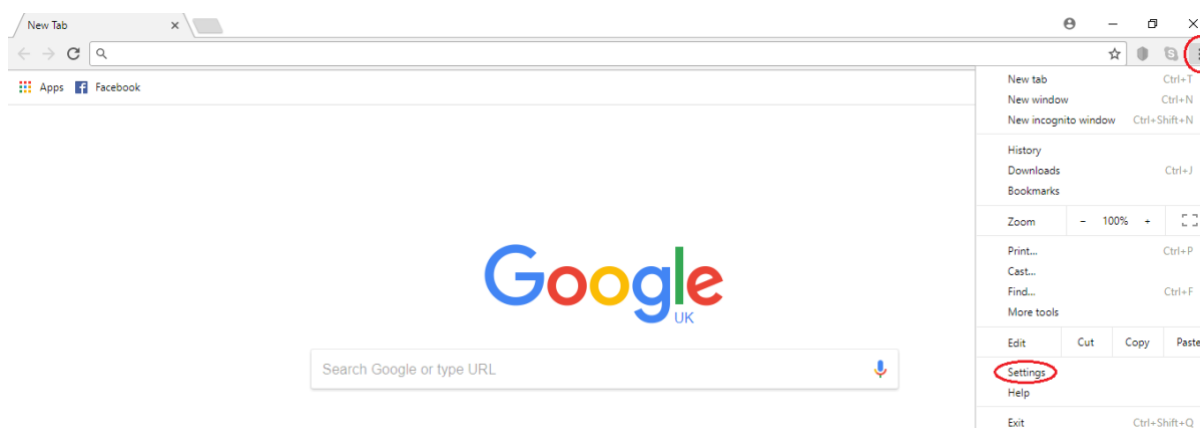 New Tab
Apps Facebook
New tab Ctrl+T
New window Ctrl+N
New incognito window Ctrl+Shift+N
History
Downloads Ctrl+J
Bookmarks
Zoom - 100% +
Print... Ctrl+P
Cast...
Find... Ctrl+F
More tools
Edit Cut Copy Paste
Settings
Help
Exit Ctrl+Shift+Q
Google
UK
Search Google or type URL